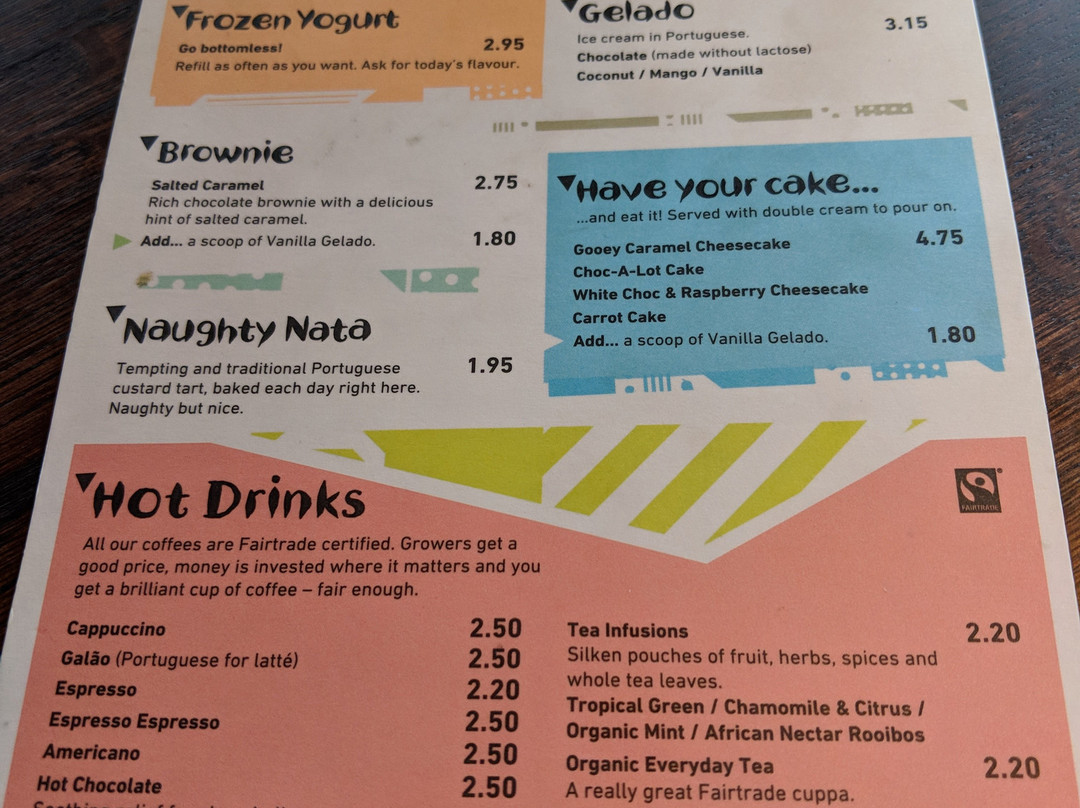 Frozen Yogurt
Go bottomless! 2.95
Refill as often as you want. Ask for today's flavour.
Gelado
Ice cream in Portuguese. 3.15
Chocolate (made without lactose)
Coconut / Mango / Vanilla
Brownie
Salted Caramel 2.75
Rich chocolate brownie with a delicious
hint of salted caramel.
Add... a scoop of Vanilla Gelado. 1.80
Have your cake...
...and eat it! Served with double cream to pour on.
Gooey Caramel Cheesecake 4.75
Choc-A-Lot Cake
White Choc & Raspberry Cheesecake
Carrot Cake
Add... a scoop of Vanilla Gelado. 1.80
Naughty Nata
Tempting and traditional Portuguese 1.95
custard tart, baked each day right here.
Naughty but nice.
Hot Drinks
FAIRTRADE
All our coffees are Fairtrade certified. Growers get a
good price, money is invested where it matters and you
get a brilliant cup of coffee – fair enough.
Cappuccino 2.50
Galão (Portuguese for latté) 2.50
Espresso 2.20
Espresso Espresso 2.50
Americano 2.50
Hot Chocolate 2.50
Tea Infusions 2.20
Silken pouches of fruit, herbs, spices and
whole tea leaves.
Tropical Green / Chamomile & Citrus /
Organic Mint / African Nectar Rooibos
Organic Everyday Tea 2.20
A really great Fairtrade cuppa.